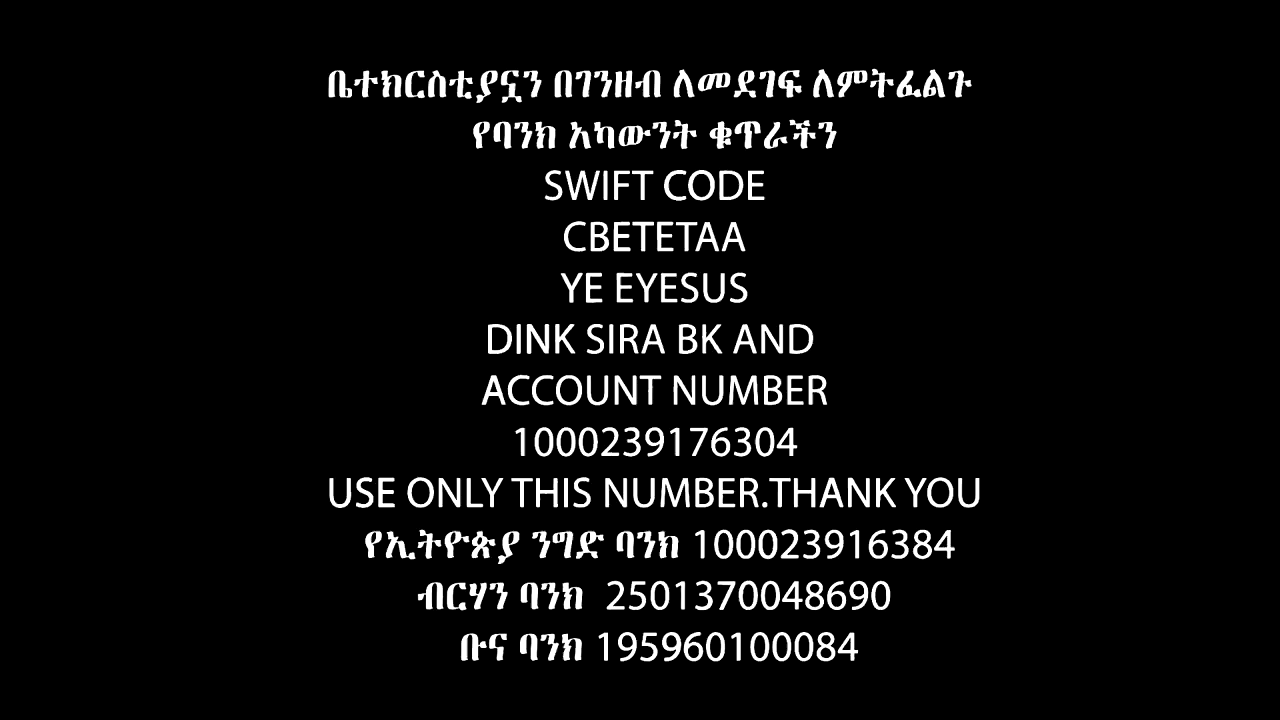 ቤተክርስቲያኗን በገንዘብ ለመደገፍ ለምትፈልጉ
የባንክ አካውንት ቁጥራችን
SWIFT CODE
CBETETAA
YE EYESUS
DINK SIRA BK AND
ACCOUNT NUMBER
1000239176304
USE ONLY THIS NUMBER.THANK YOU
የኢትዮጵያ ንግድ ባንክ 100023916384
ብርሃን ባንክ 2501370048690
ቡና ባንክ 195960100084